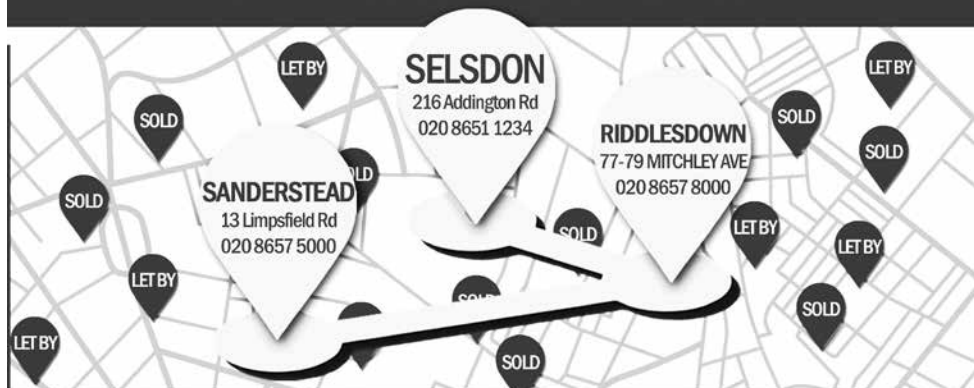 LET BY
SELSDON
216 Addington Rd
020 8651 1234
LET BY
SOLD
SOLD
RIDDLESDOWN
77-79 MITCHLEY AVE
020 8657 8000
SOLD
SOLD
SANDERSTEAD
13 Limpsfield Rd
020 8657 5000
SOLD
SOLD
LET BY
LET BY
LET BY
SOLD
LET BY
SOLD